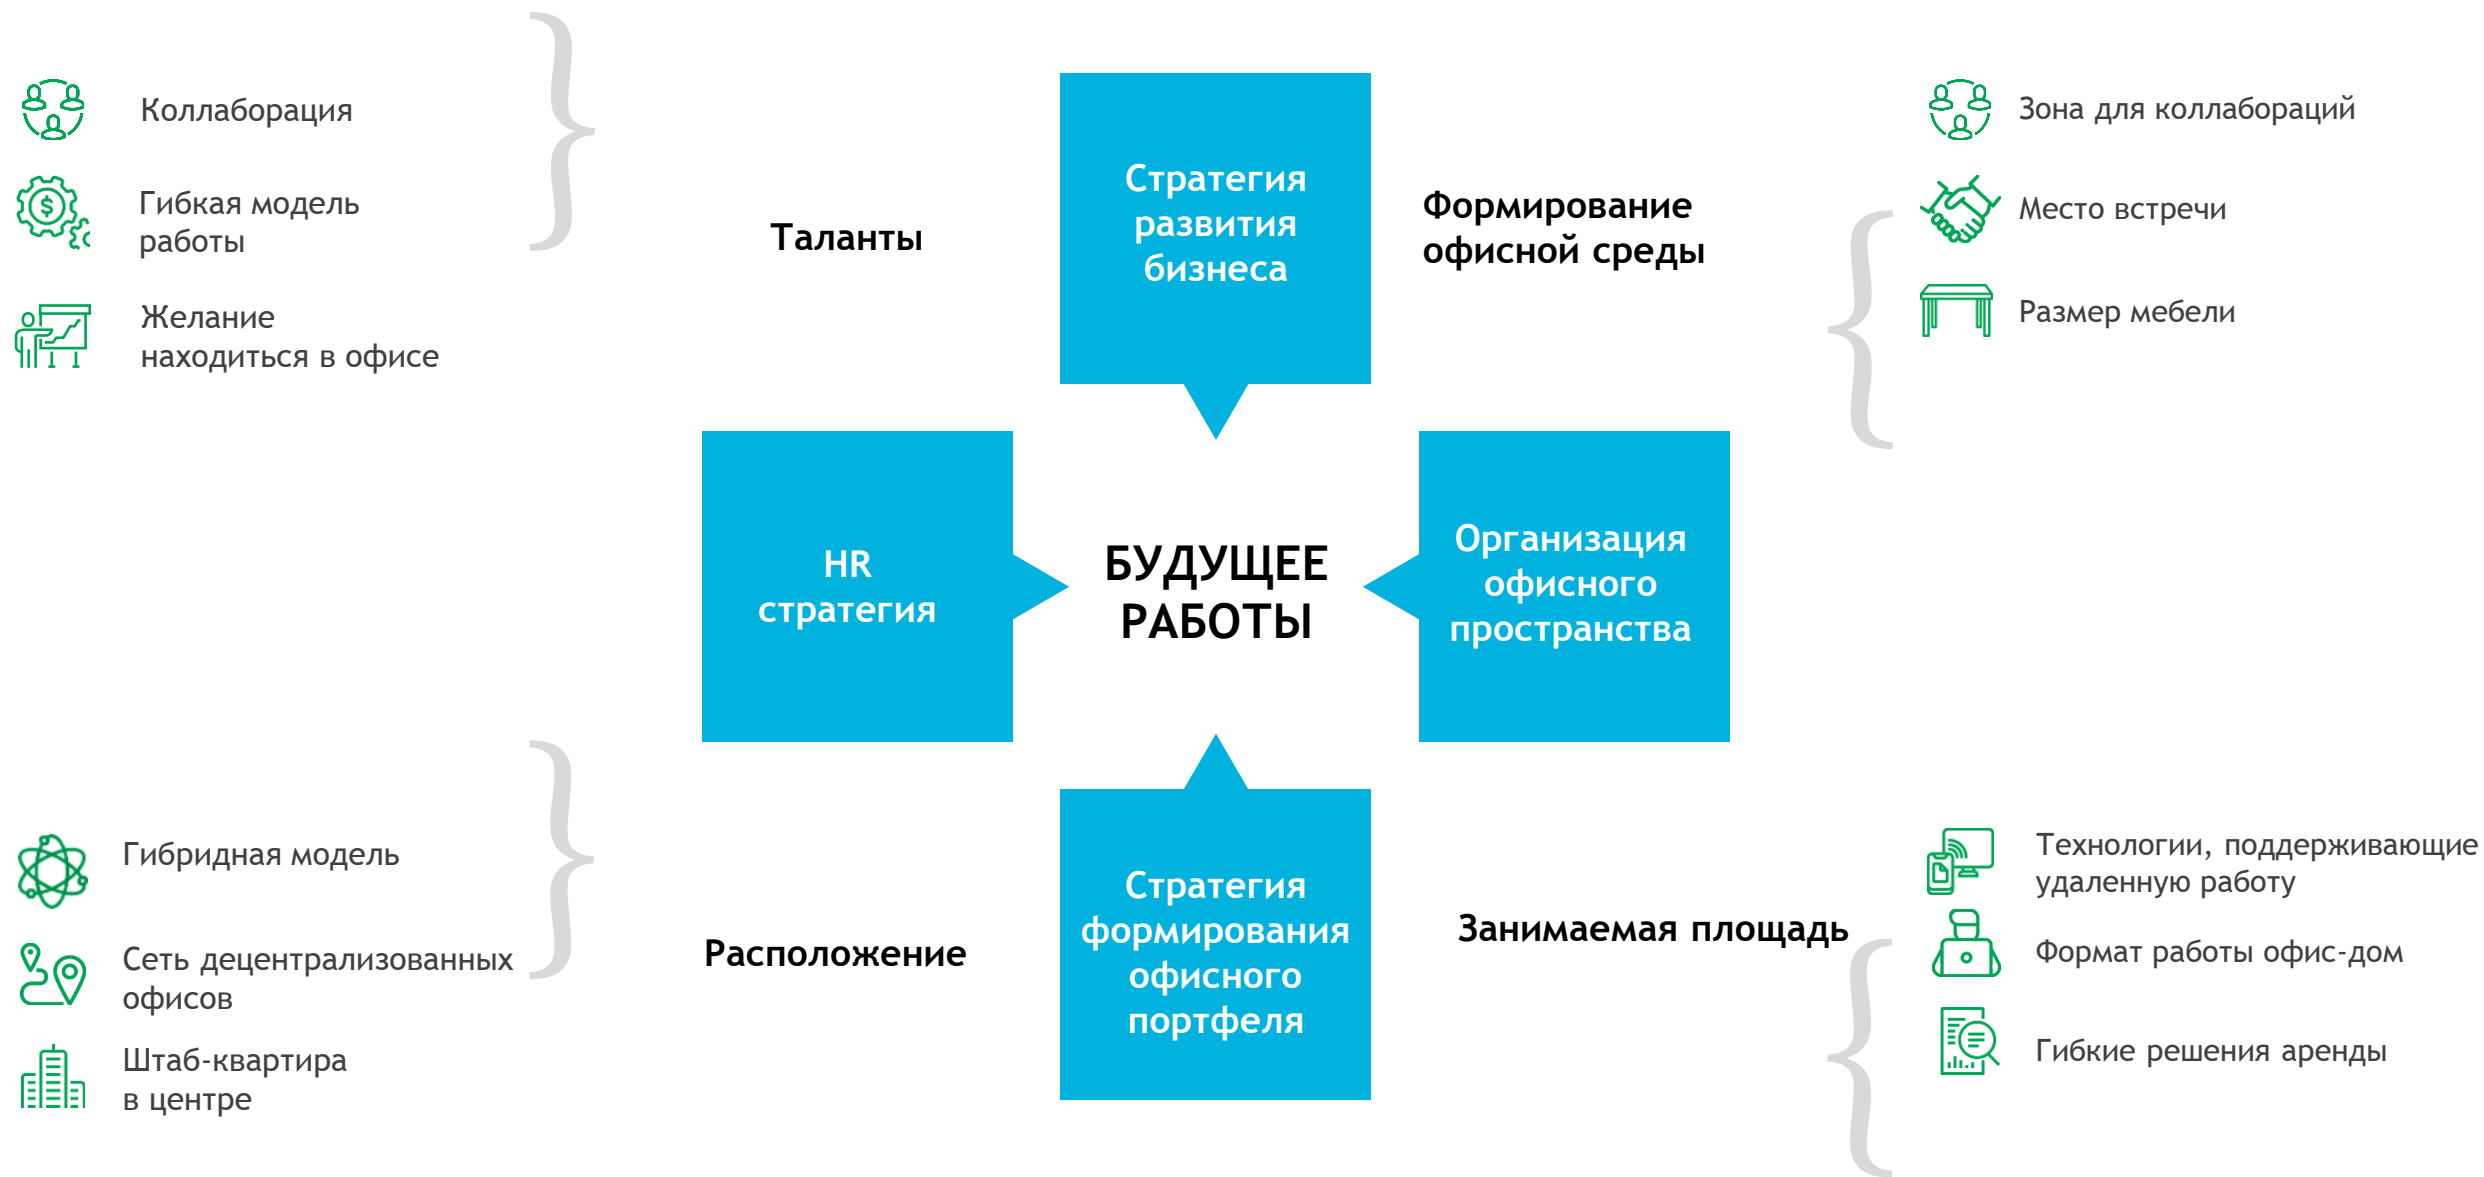 Коллаборация
Гибкая модель
работы
Желание
находиться в офисе
Таланты
Стратегия
развития
бизнеса
Формирование
офисной среды
Зона для коллабораций
Место встречи
Размер мебели
HR
стратегия
БУДУЩЕЕ
РАБОТЫ
Организация
офисного
пространства
Гибридная модель
Сеть децентрализованных
офисов
Штаб-квартира
в центре
Расположение
Стратегия
формирования
офисного
портфеля
Занимаемая площадь
Технологии, поддерживающие
удаленную работу
Формат работы офис-дом
Гибкие решения аренды